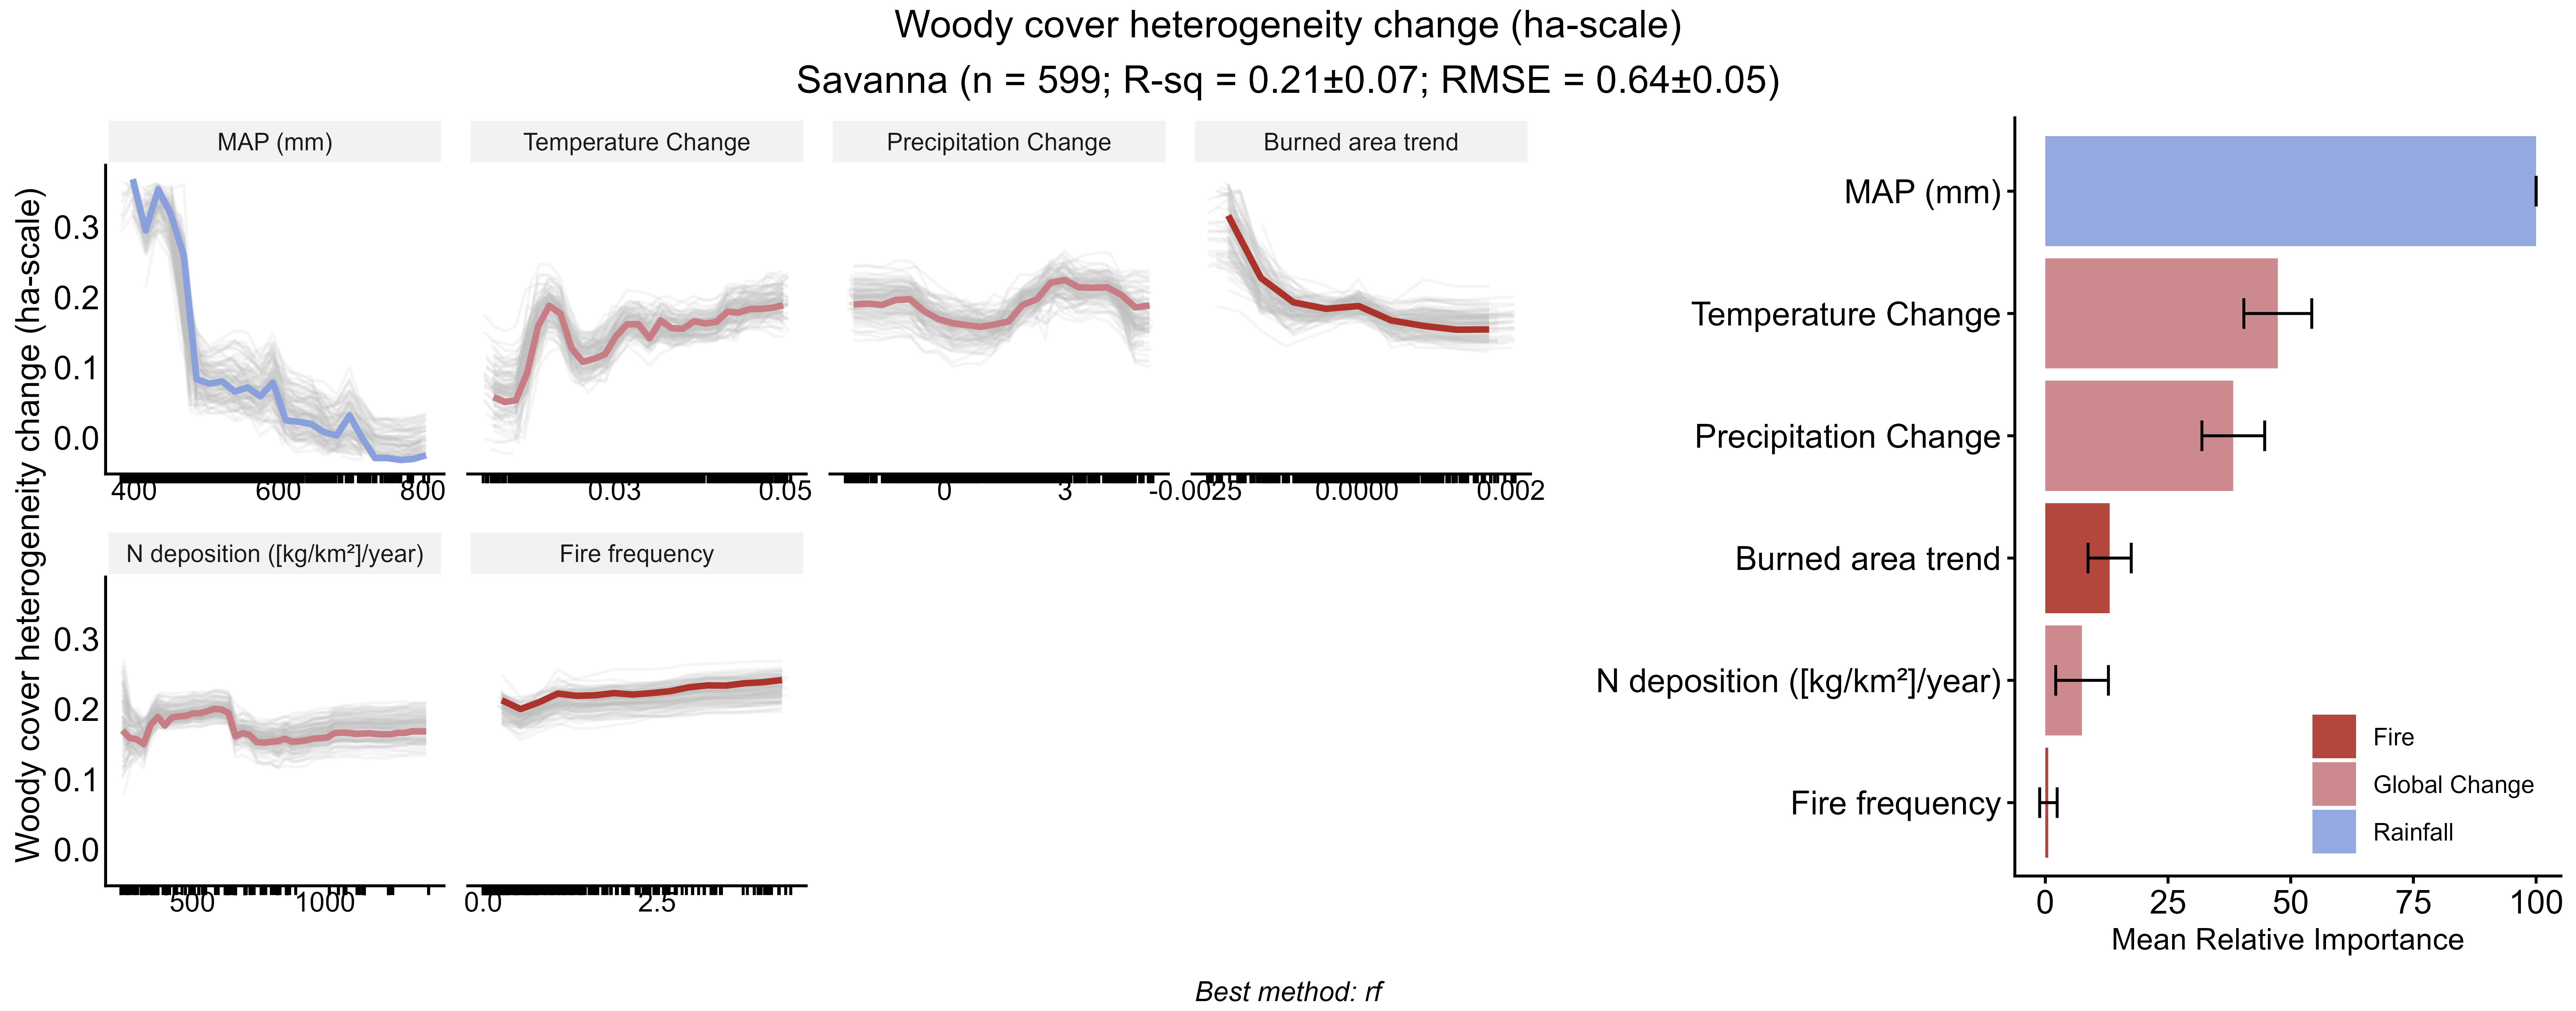 Woody cover heterogeneity change (ha-scale)
Savanna (n = 599; R-sq = 0.21±0.07; RMSE = 0.64±0.05)
Woody cover heterogeneity change (ha-scale)
MAP (mm)
Temperature Change
Precipitation Change
Burned area trend
0.3
0.2
0.1
0.0
400 600 800
0.03 0.05
0 3
-0.0025 0.0000 0.002
N deposition ([kg/km²]/year)
Fire frequency
0.3
0.2
0.1
0.0
500 1000
0.0 2.5
MAP (mm)
Temperature Change
Precipitation Change
Burned area trend
N deposition ([kg/km²]/year)
Fire frequency
Fire
Global Change
Rainfall
0 25 50 75 100
Mean Relative Importance
Best method: rf